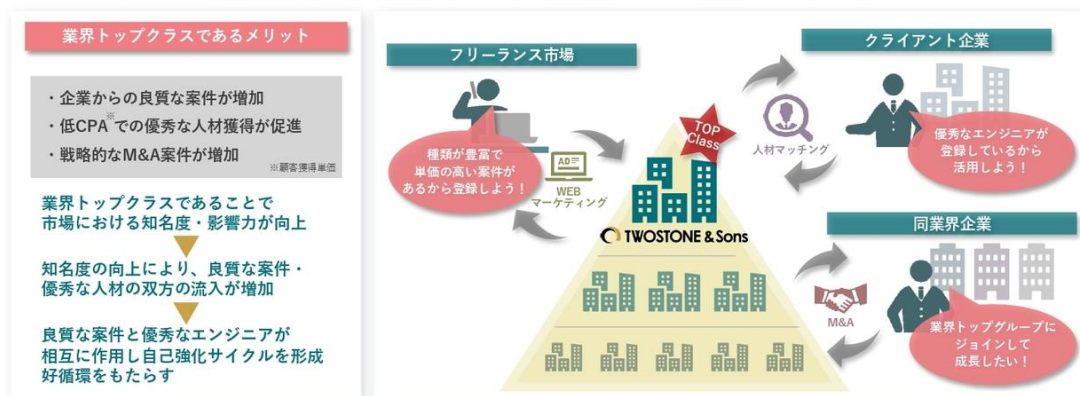 業界トップクラスであるメリット
・企業からの良質な案件が増加
・低CPA※での優秀な人材獲得が促進
・戦略的なM&A案件が増加
※顧客獲得単価
業界トップクラスであることで
市場における知名度・影響力が向上
知名度の向上により、良質な案件・
優秀な人材の双方の流入が増加
良質な案件と優秀なエンジニアが
相互に作用し自己強化サイクルを形成
好循環をもたらす
フリーランス市場
種類が豊富で
単価の高い案件が
あるから登録しよう！
AD
WEB
マーケティング
TOP
Class
TWOSTONE & Sons
クライアント企業
人材マッチング
優秀なエンジニアが
登録しているから
活用しよう！
同業界企業
M&A
業界トップグループに
ジョインして
成長したい！